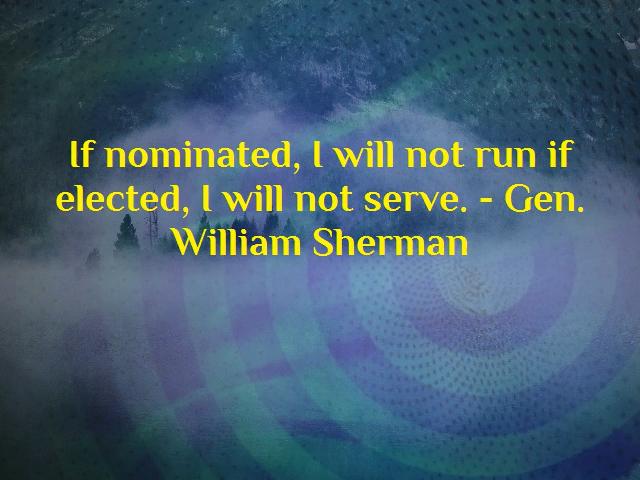 If nominated, I will not run if
elected, I will not serve. - Gen.
William Sherman